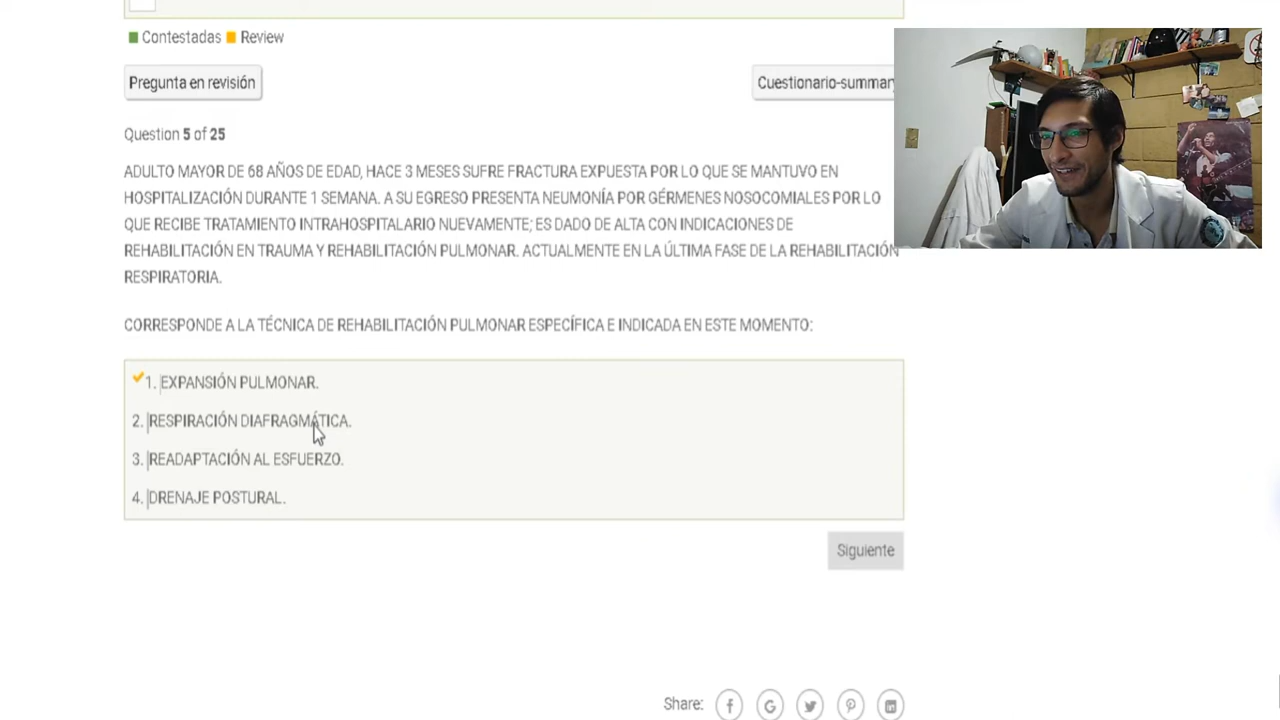 Contestadas Review
Pregunta en revisión
Cuestionario-summary
Question 5 of 25
ADULTO MAYOR DE 68 AÑOS DE EDAD, HACE 3 MESES SUFRE FRACTURA EXPUESTA POR LO QUE SE MANTUVO EN
HOSPITALIZACIÓN DURANTE 1 SEMANA. A SU EGRESO PRESENTA NEUMONÍA POR GÉRMENES NOSOCOMIALES POR LO
QUE RECIBE TRATAMIENTO INTRAHOSPITALARIO NUEVAMENTE; ES DADO DE ALTA CON INDICACIONES DE
REHABILITACIÓN EN TRAUMA Y REHABILITACIÓN PULMONAR. ACTUALMENTE EN LA ÚLTIMA FASE DE LA REHABILITACIÓN
RESPIRATORIA.
CORRESPONDE A LA TÉCNICA DE REHABILITACIÓN PULMONAR ESPECÍFICA E INDICADA EN ESTE MOMENTO:
1. EXPANSIÓN PULMONAR.
2. RESPIRACIÓN DIAFRAGMÁTICA.
3. READAPTACIÓN AL ESFUERZO.
4. DRENAJE POSTURAL.
Siguiente
Share: